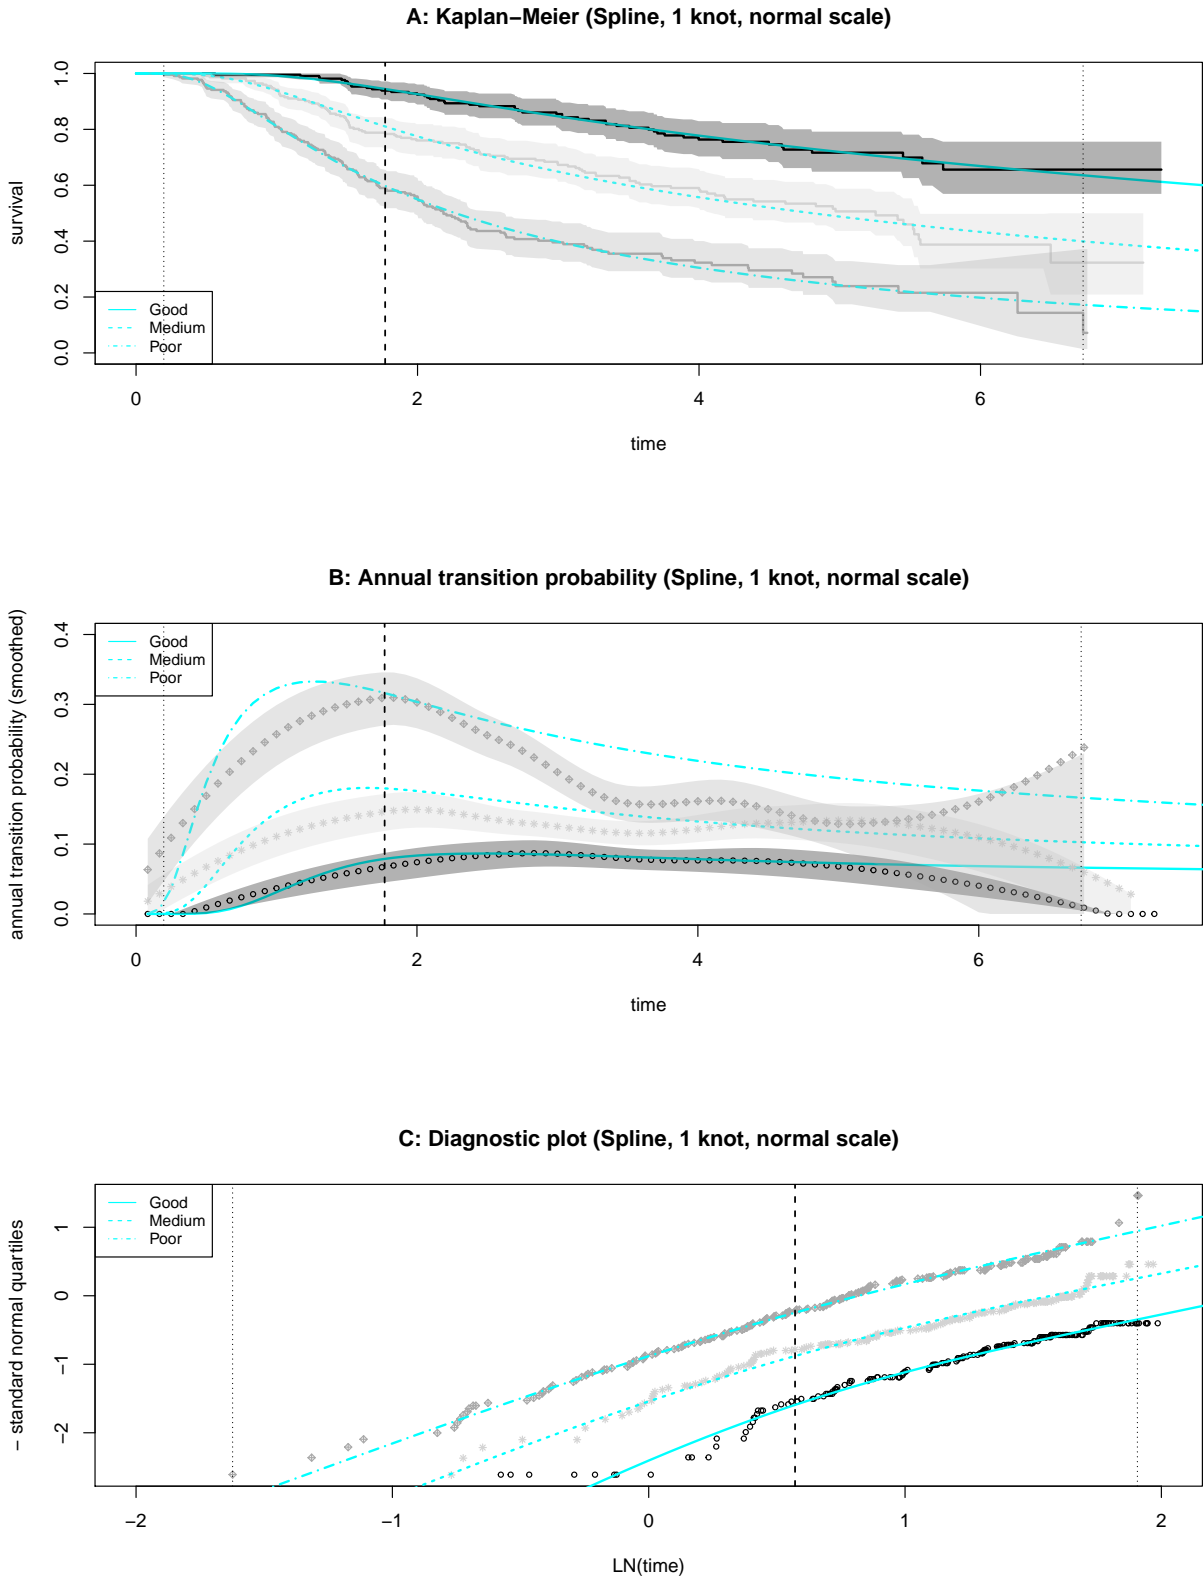 A: Kaplan−Meier (Spline, 1 knot, normal scale)
survival
1.0
0.8
0.6
0.4
0.2
0.0
Good
Medium
Poor
0 2 4 6
time
B: Annual transition probability (Spline, 1 knot, normal scale)
annual transition probability (smoothed)
0.4
0.3
0.2
0.1
0.0
Good
Medium
Poor
0 2 4 6
time
C: Diagnostic plot (Spline, 1 knot, normal scale)
− standard normal quartiles
1
0
−1
−2
Good
Medium
Poor
−2 −1 0 1 2
LN(time)